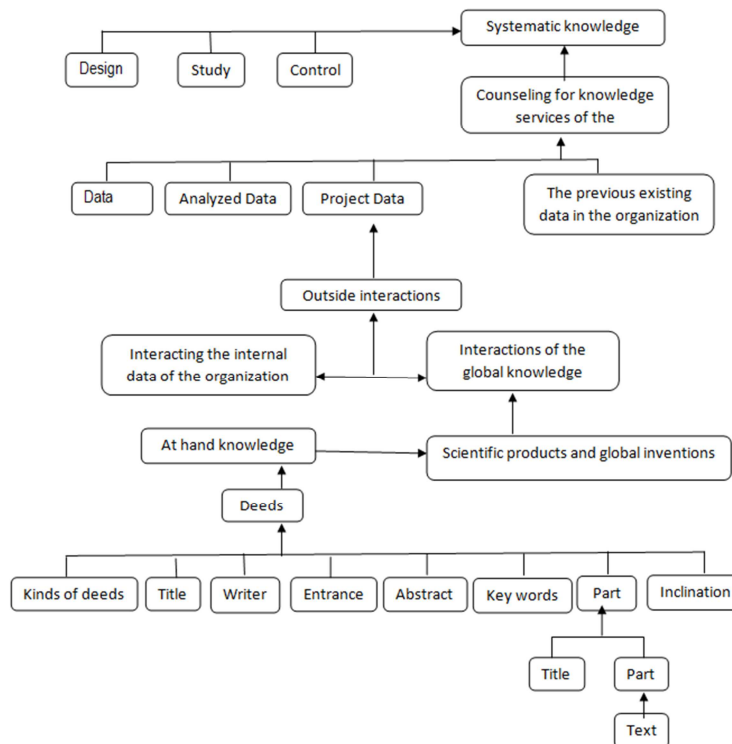 Systematic knowledge
Design
Study
Control
Counseling for knowledge
services of the
Data
Analyzed Data
Project Data
The previous existing
data in the organization
Outside interactions
Interacting the internal
data of the organization
Interactions of the
global knowledge
At hand knowledge
Scientific products and global inventions
Deeds
Kinds of deeds
Title
Writer
Entrance
Abstract
Key words
Part
Inclination
Title
Part
Text